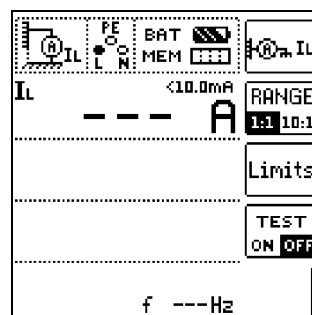 IL
PE
L N
BAT
MEM
IL
IL
<10.0mA
--- A
RANGE
1:1 10:1
Limits
TEST
ON OFF
f ---Hz